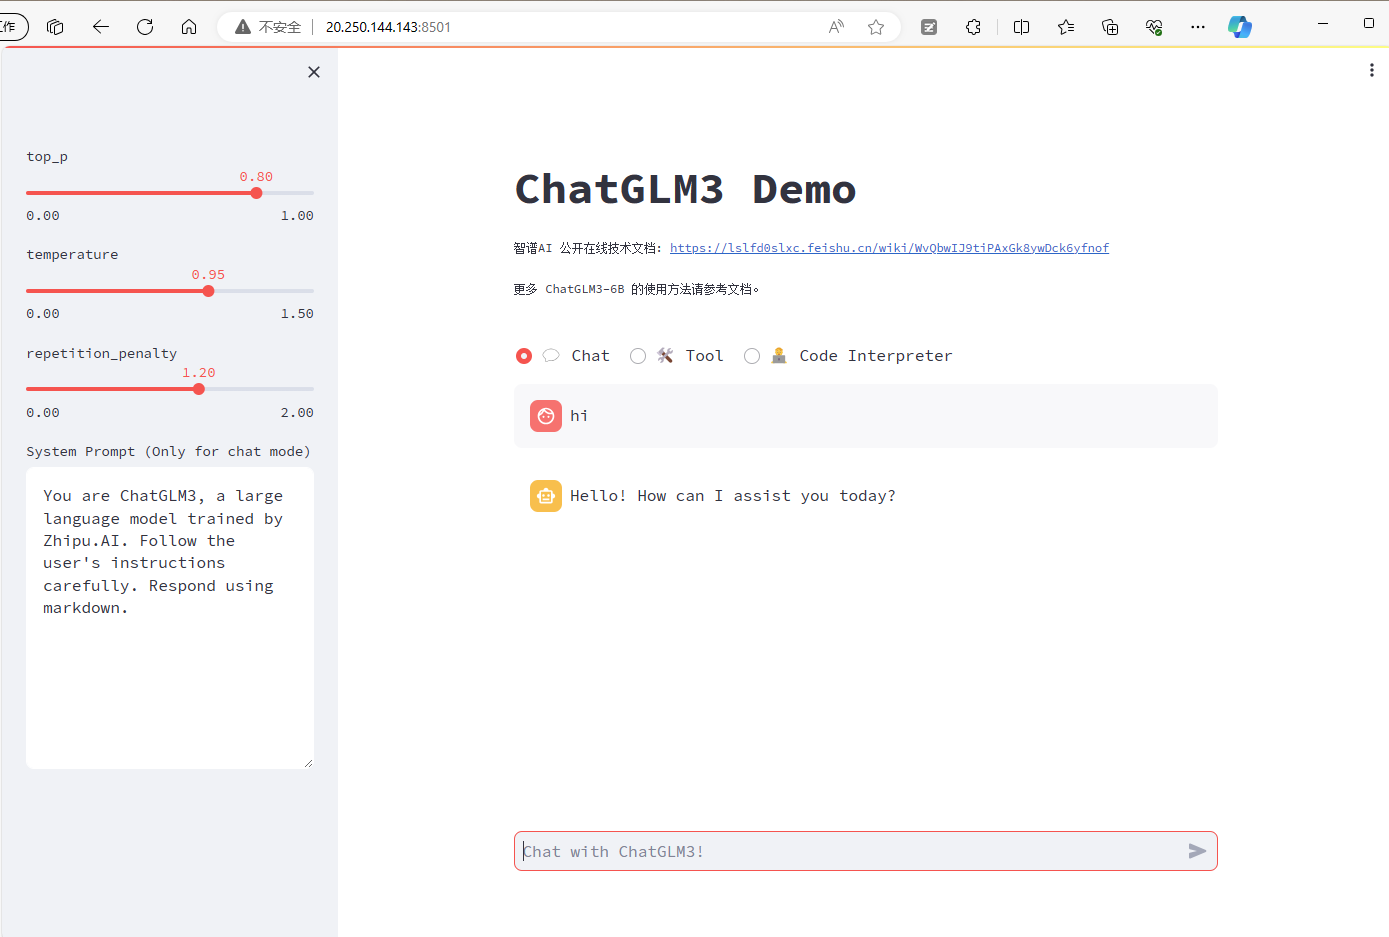 工作
不安全
20.250.144.143:8501
top_p
0.80
0.00 1.00
temperature
0.95
0.00 1.50
repetition_penalty
1.20
0.00 2.00
System Prompt (Only for chat mode)
You are ChatGLM3, a large
language model trained by
Zhipu.AI. Follow the
user's instructions
carefully. Respond using
markdown.
ChatGLM3 Demo
智谱AI 公开在线技术文档: https://lslfd0slxc.feishu.cn/wiki/WvQbwIJ9tiPAxGk8ywDck6yfnof
更多 ChatGLM3-6B 的使用方法请参考文档。
Chat Tool Code Interpreter
hi
Hello! How can I assist you today?
Chat with ChatGLM3!